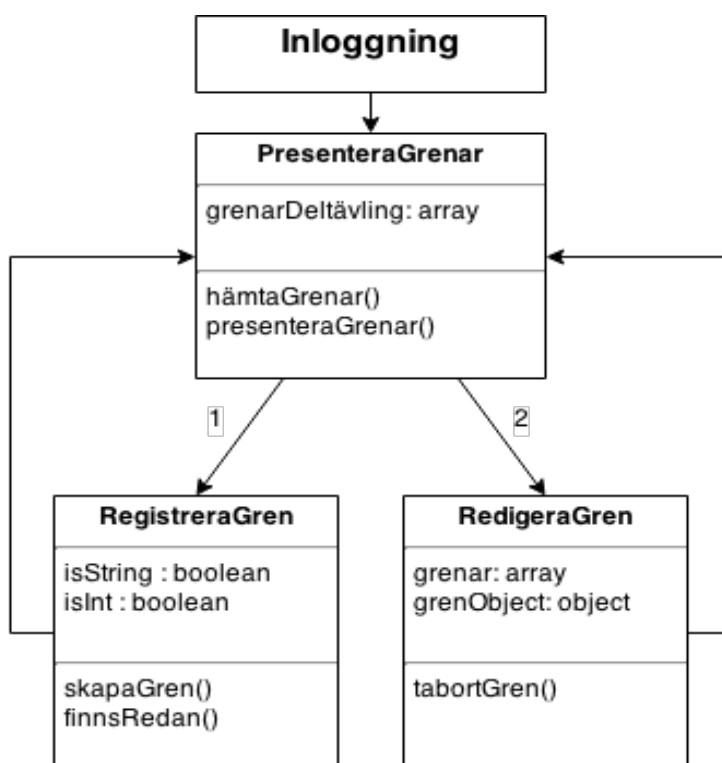 Inloggning
PresenteraGrenar
grenarDeltävling: array
hämtaGrenar()
presenteraGrenar()
1
2
RegistreraGren
isString : boolean
isInt : boolean
skapaGren()
finnsRedan()
RedigeraGren
grenar: array
grenObject: object
tabortGren()